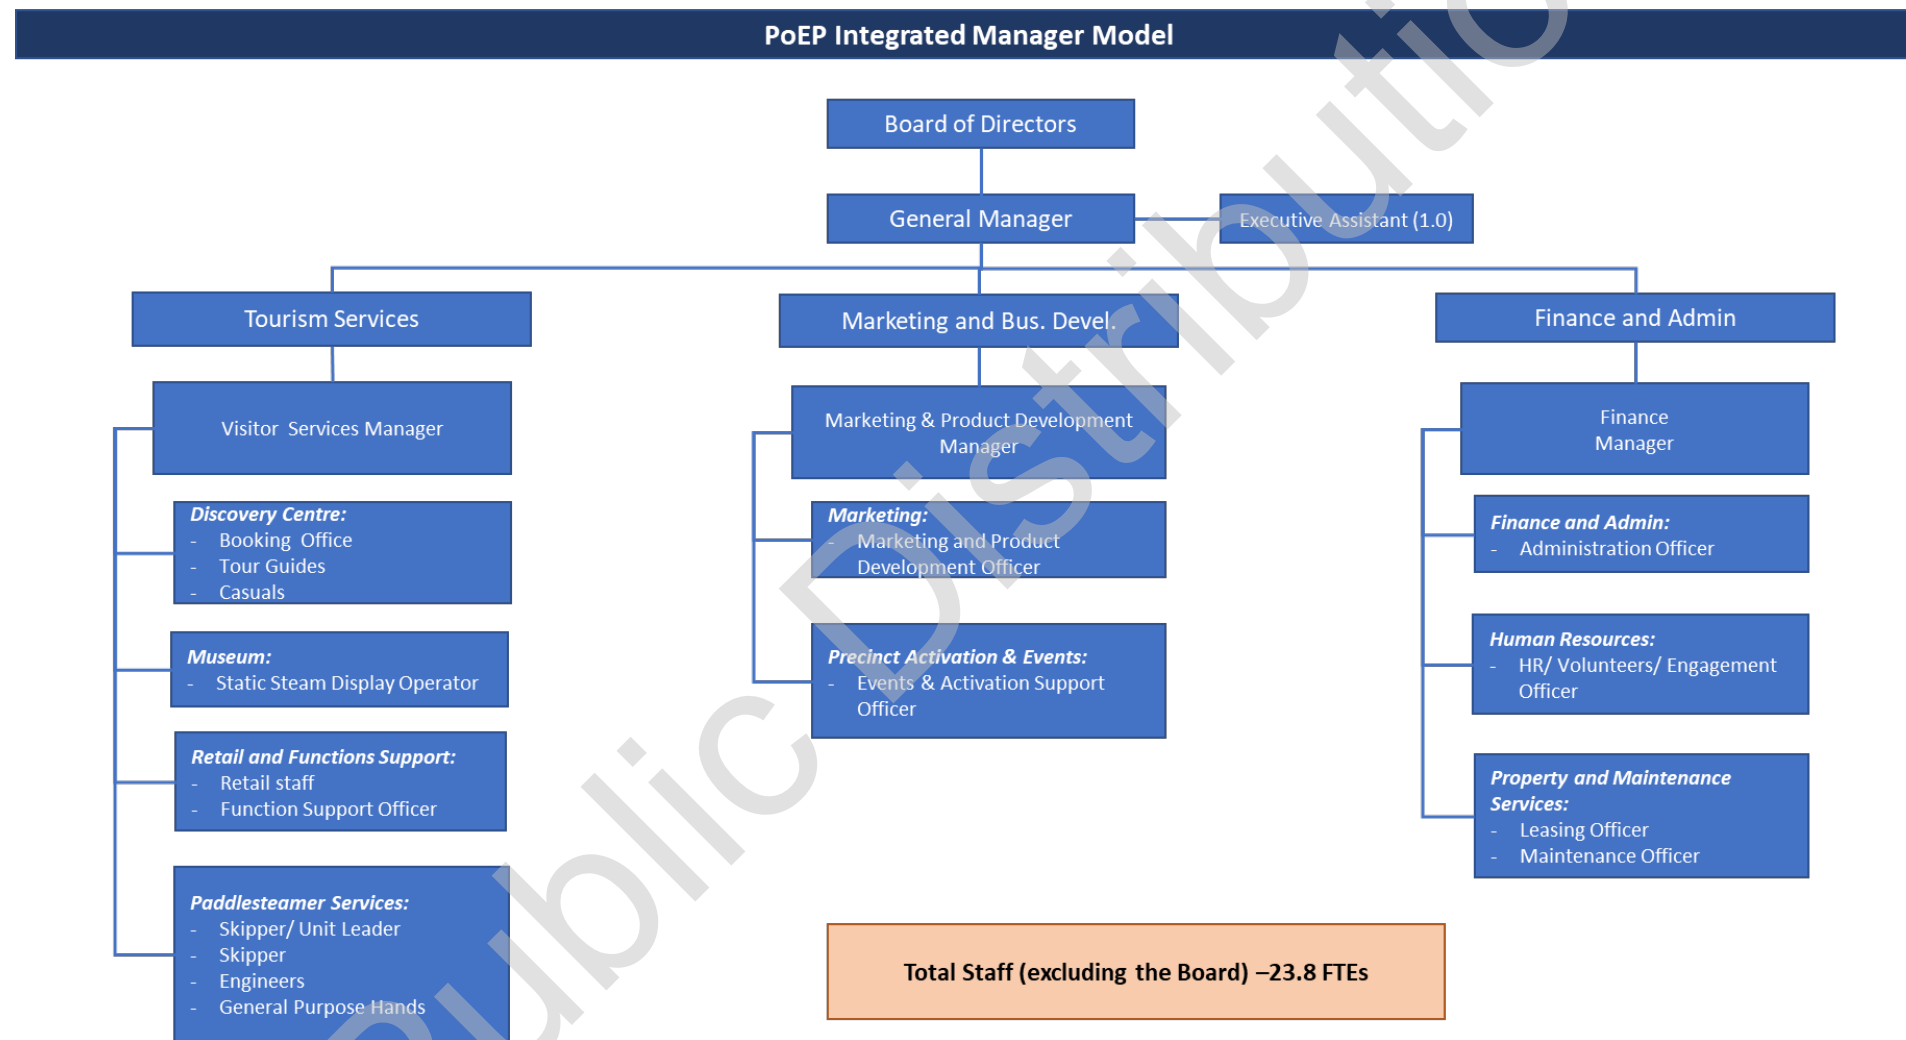 PoEP Integrated Manager Model
Board of Directors
General Manager
Executive Assistant (1.0)
Tourism Services
Marketing and Bus. Devel.
Finance and Admin
Visitor Services Manager
Marketing & Product Development
Manager
Finance
Manager
Discovery Centre:
- Booking Office
- Tour Guides
- Casuals
Museum:
- Static Steam Display Operator
Retail and Functions Support:
- Retail staff
- Function Support Officer
Paddlesteamer Services:
- Skipper/ Unit Leader
- Skipper
- Engineers
- General Purpose Hands
Marketing:
- Marketing and Product
Development Officer
Precinct Activation & Events:
- Events & Activation Support
Officer
Finance and Admin:
- Administration Officer
Human Resources:
- HR/ Volunteers/ Engagement
Officer
Property and Maintenance
Services:
- Leasing Officer
- Maintenance Officer
Total Staff (excluding the Board) –23.8 FTEs
Public Distribution